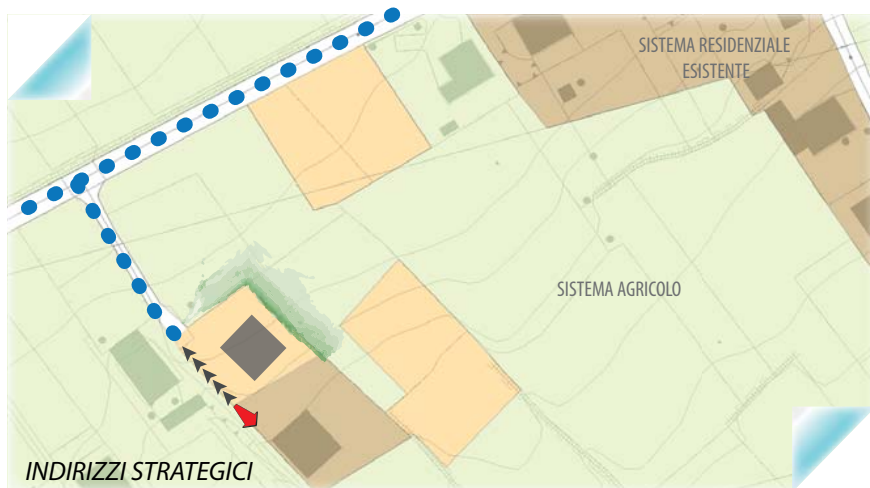 SISTEMA RESIDENZIALE
ESISTENTE
SISTEMA AGRICOLO
INDIRIZZI STRATEGICI